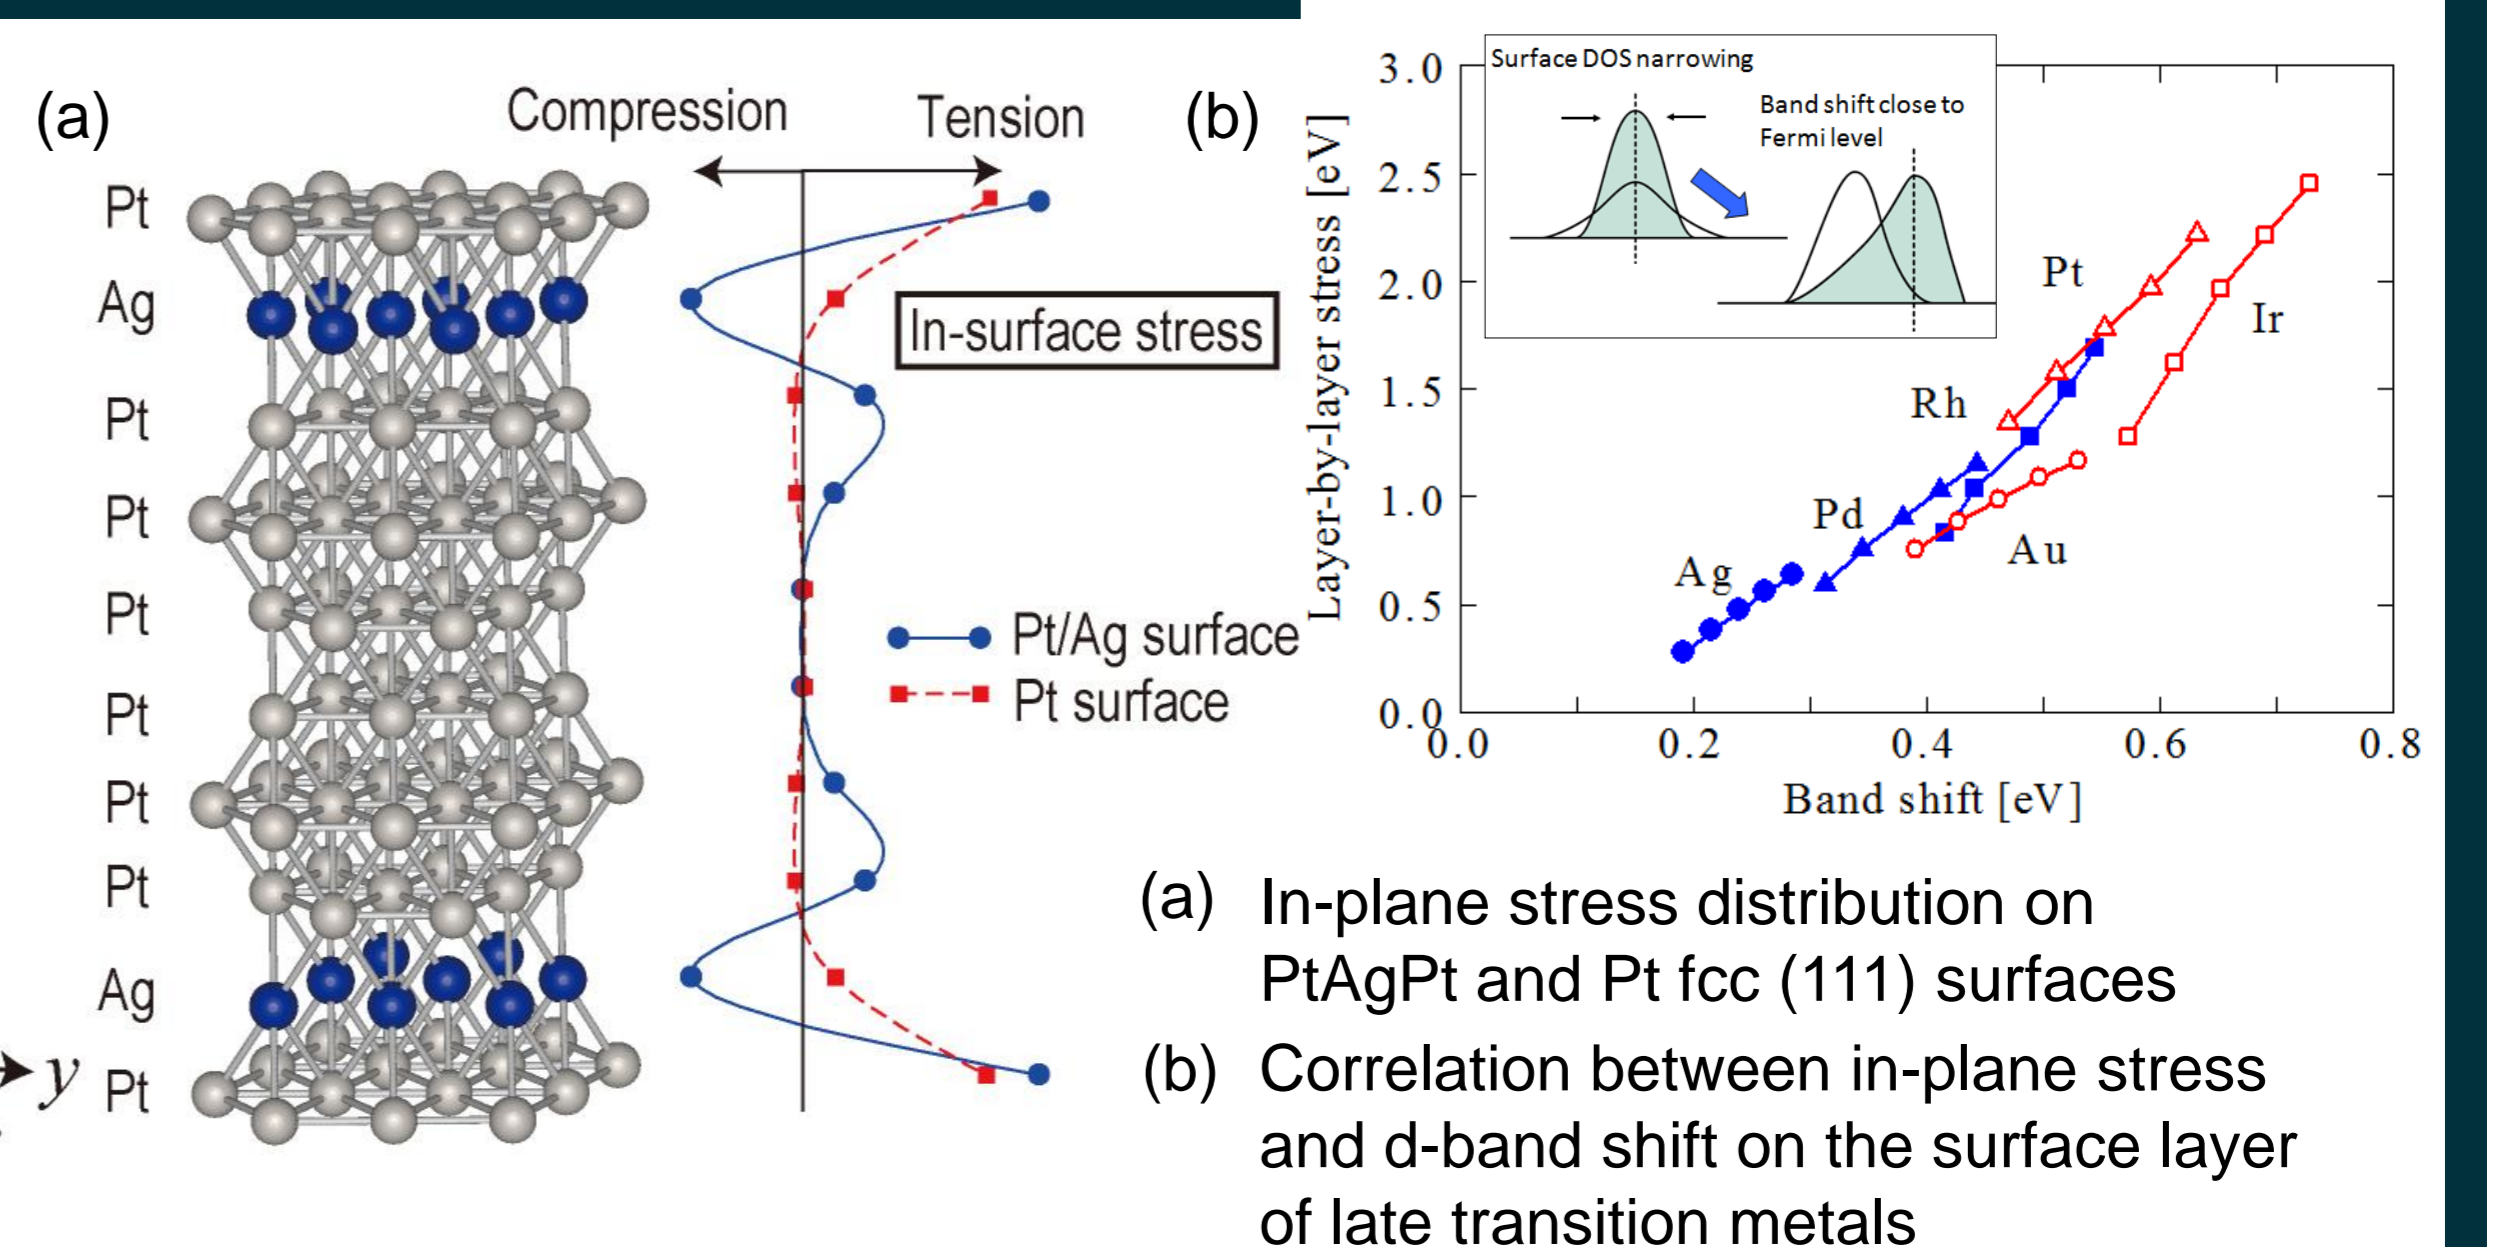 (a)
Compression
Tension
Pt
Ag
Pt
Pt
Pt
Pt
Pt
Pt
Ag
Pt
y
In-surface stress
Pt/Ag surface
Pt surface
(b)
Surface DOS narrowing
Band shift close to
Fermi level
Layer-by-layer stress [eV]
3.0
2.5
2.0
1.5
1.0
0.5
0.0
0.0 0.2 0.4 0.6 0.8
Band shift [eV]
Pt
Ir
Rh
Pd
Au
Ag
(a) In-plane stress distribution on
PtAgPt and Pt fcc (111) surfaces
(b) Correlation between in-plane stress
and d-band shift on the surface layer
of late transition metals